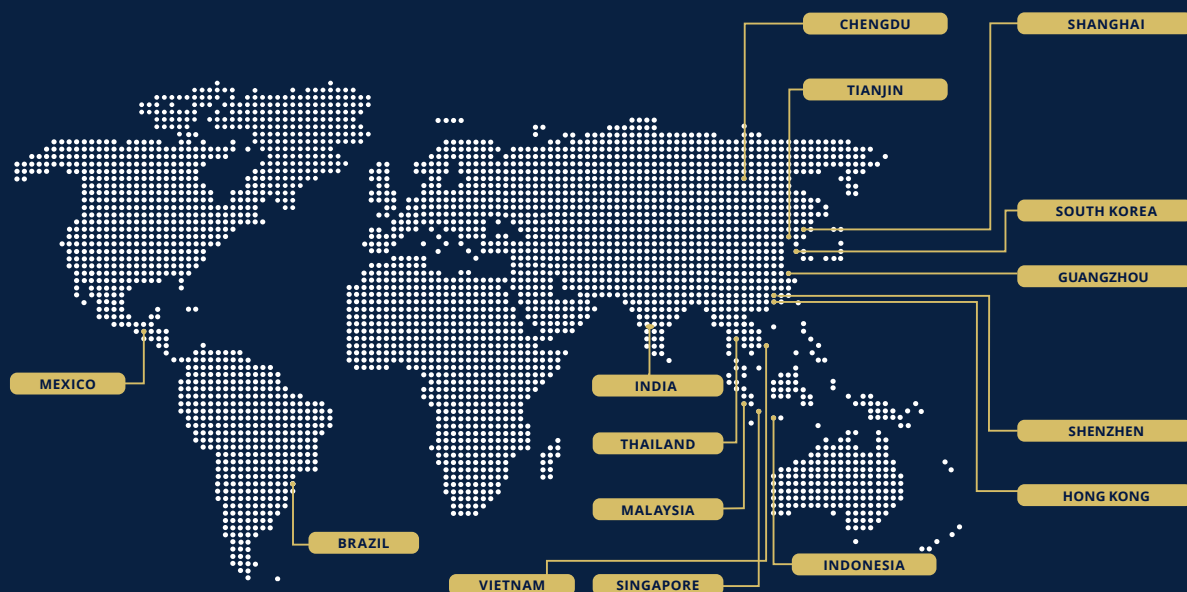 CHENGDU
SHANGHAI
TIANJIN
SOUTH KOREA
GUANGZHOU
MEXICO
INDIA
THAILAND
SHENZHEN
HONG KONG
MALAYSIA
BRAZIL
INDONESIA
VIETNAM
SINGAPORE